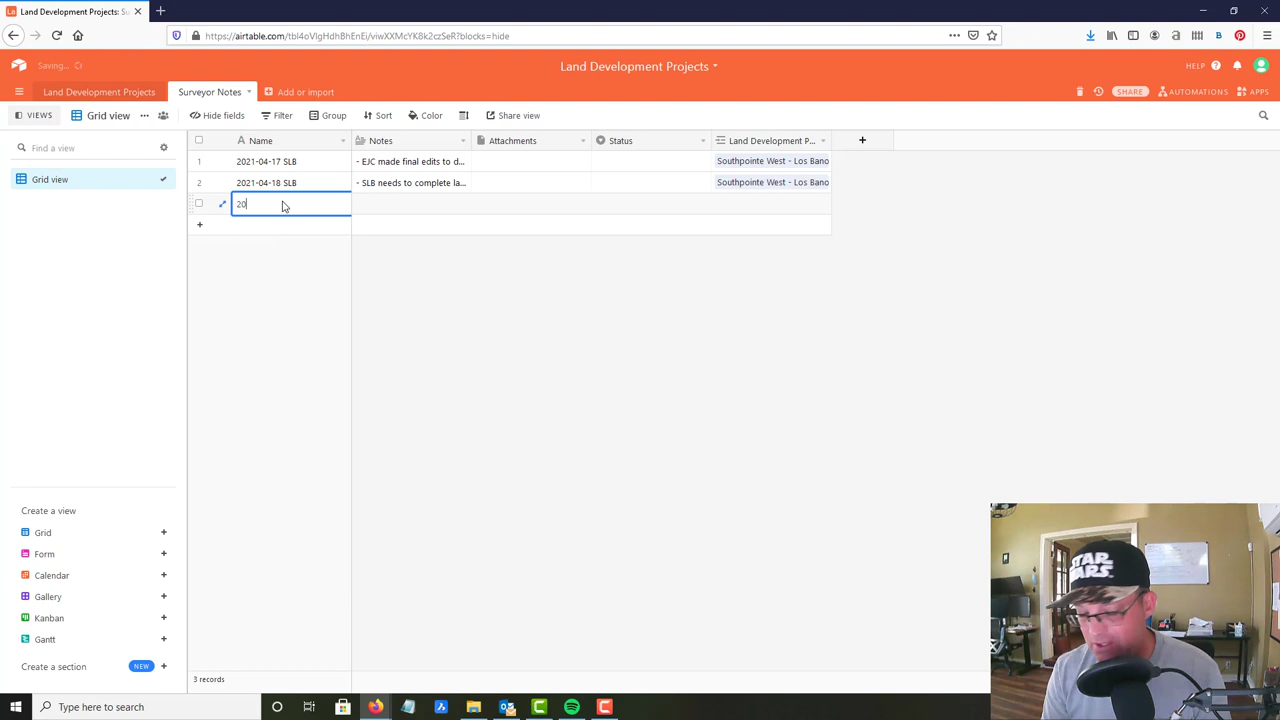 Land Development Projects: Su
https://airtable.com/tbl4oVlgHdhBhEnEi/viwXXMcYK8k2czSeR?blocks=hide
Saving...
Land Development Projects
HELP
Land Development Projects
Surveyor Notes
Add or import
SHARE
AUTOMATIONS
APPS
VIEWS
Grid view
Hide fields
Filter
Group
Sort
Color
Share view
Find a view
Grid view
Name
Notes
Attachments
Status
Land Development P...
1 2021-04-17 SLB - EJC made final edits to d... Southpointe West - Los Bano
2 2021-04-18 SLB - SLB needs to complete la... Southpointe West - Los Bano
20
+
Create a view
Grid +
Form +
Calendar +
Gallery +
Kanban +
Gantt +
Create a section NEW +
3 records
STAR
WARS
Type here to search